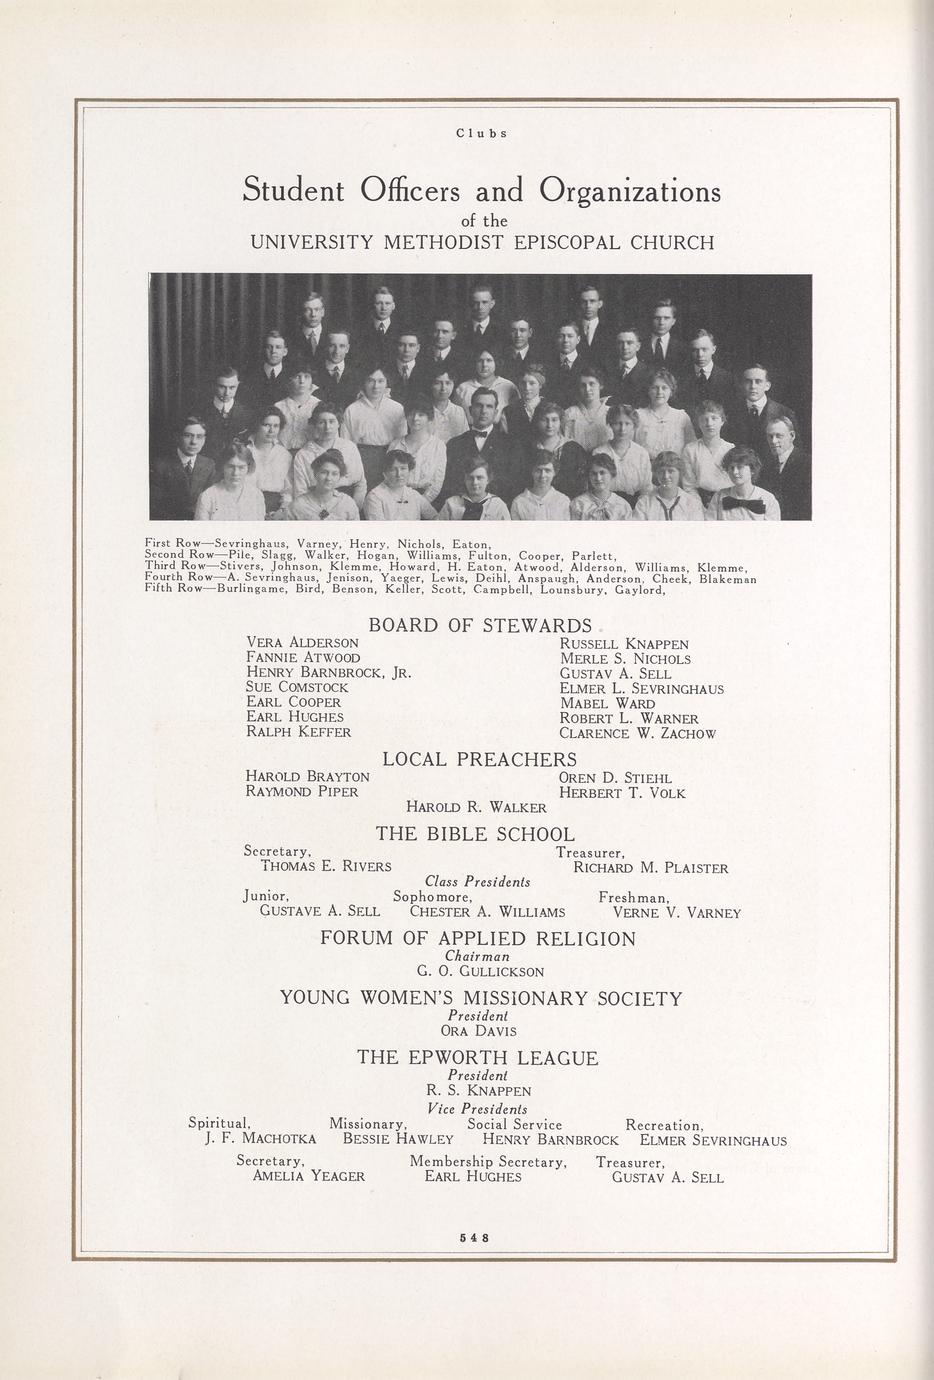 Clubs
Student Officers and Organizations
of the
UNIVERSITY METHODIST EPISCOPAL CHURCH
First Row—Sevringhaus, Varney, Henry, Nichols, Eaton,
Second Row—Pile, Slagg, Walker, Hogan, Williams, Fulton, Cooper, Parlett,
Third Row—Stivers, Johnson, Klemme, Howard, H. Eaton, Atwood, Alderson, Williams, Klemme,
Fourth Row—A. Sevringhaus, Jenison, Yaeger, Lewis, Deihl, Anspaugh, Anderson, Cheek, Blakeman
Fifth Row—Burlingame, Bird, Benson, Keller, Scott, Campbell, Lounsbury, Gaylord,
BOARD OF STEWARDS
VERA ALDERSON RUSSELL KNAPPEN
FANNIE ATWOOD MERLE S. NICHOLS
HENRY BARNBROCK, JR. GUSTAV A. SELL
SUE COMSTOCK ELMER L. SEVRINGHAUS
EARL COOPER MABEL WARD
EARL HUGHES ROBERT L. WARNER
RALPH KEFFER CLARENCE W. ZACHOW
LOCAL PREACHERS
HAROLD BRAYTON OREN D. STIEHL
RAYMOND PIPER HERBERT T. VOLK
HAROLD R. WALKER
THE BIBLE SCHOOL
Secretary, Treasurer,
THOMAS E. RIVERS RICHARD M. PLAISTER
Class Presidents
Junior, Sophomore, Freshman,
GUSTAVE A. SELL CHESTER A. WILLIAMS VERNE V. VARNEY
FORUM OF APPLIED RELIGION
Chairman
G. O. GULLICKSON
YOUNG WOMEN'S MISSIONARY SOCIETY
President
ORA DAVIS
THE EPWORTH LEAGUE
President
R. S. KNAPPEN
Vice Presidents
Spiritual, Missionary, Social Service Recreation,
J. F. MACHOTKA BESSIE HAWLEY HENRY BARNBROCK ELMER SEVRINGHAUS
Secretary, Membership Secretary, Treasurer,
AMELIA YEAGER EARL HUGHES GUSTAV A. SELL
548